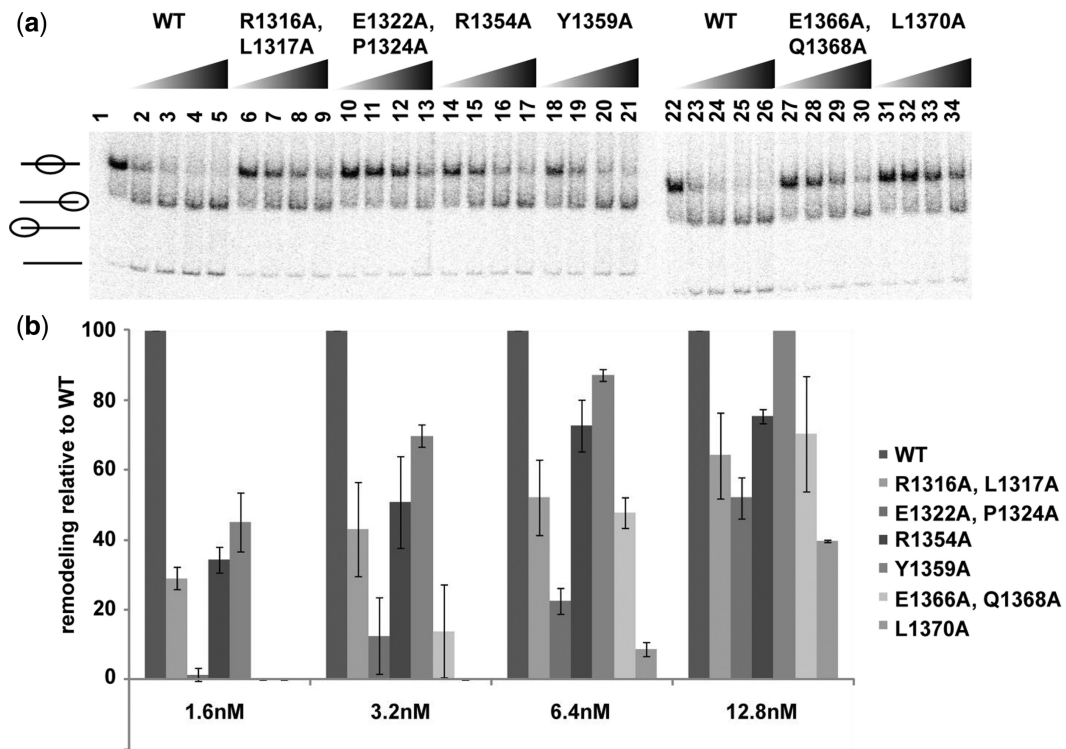 (a)
WT R1316A, E1322A, R1354A Y1359A WT E1366A, L1370A
L1317A P1324A Q1368A
1 2 3 4 5 6 7 8 9 10 11 12 13 14 15 16 17 18 19 20 21 22 23 24 25 26 27 28 29 30 31 32 33 34
(b)
remodeling relative to WT
100
80
60
40
20
0
1.6nM 3.2nM 6.4nM 12.8nM
WT
R1316A, L1317A
E1322A, P1324A
R1354A
Y1359A
E1366A, Q1368A
L1370A